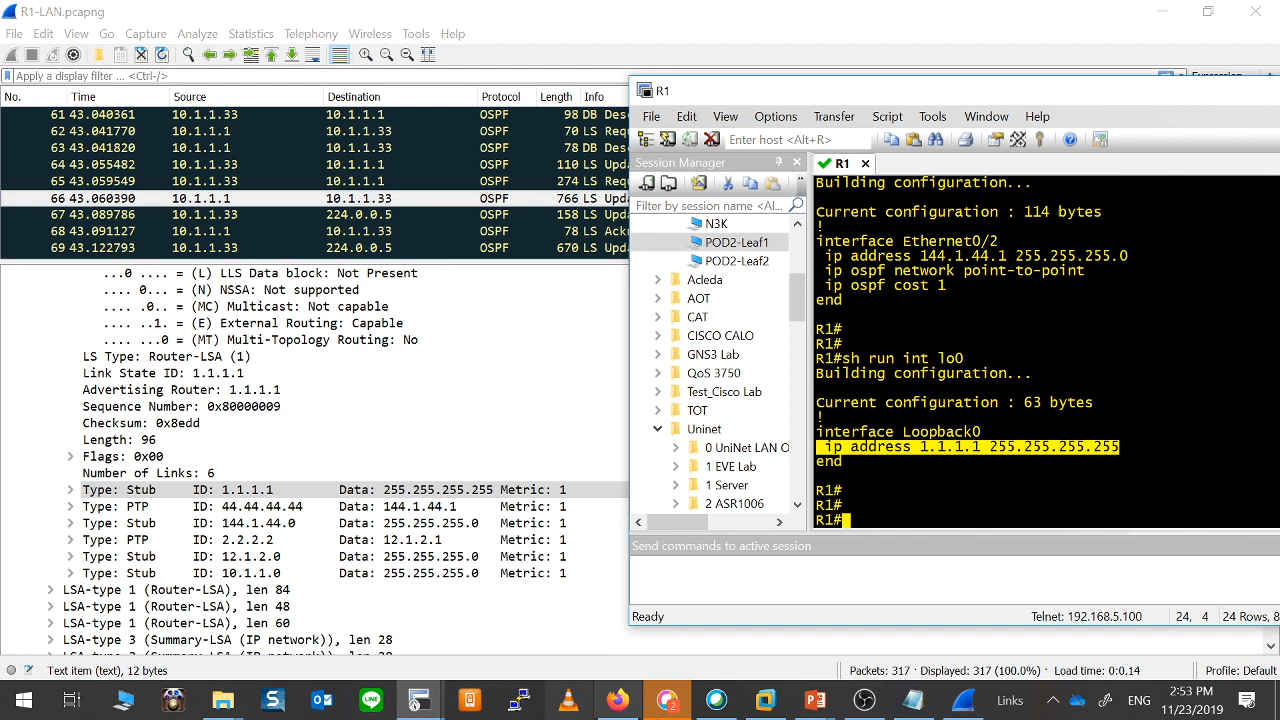 R1-LAN.pcapng
File Edit View Go Capture Analyze Statistics Telephony Wireless Tools Help
Apply a display filter ... <Ctrl-/>
No. Time Source Destination Protocol Length Info
61 43.040361 10.1.1.33 10.1.1.1 OSPF 98 DB Des
62 43.041770 10.1.1.1 10.1.1.33 OSPF 70 LS Req
63 43.041820 10.1.1.1 10.1.1.33 OSPF 78 DB Des
64 43.055482 10.1.1.33 10.1.1.1 OSPF 110 LS Upd
65 43.059549 10.1.1.33 10.1.1.1 OSPF 274 LS Req
66 43.060390 10.1.1.1 10.1.1.33 OSPF 766 LS Upd
67 43.089786 10.1.1.33 224.0.0.5 OSPF 158 LS Upd
68 43.091127 10.1.1.1 10.1.1.33 OSPF 78 LS Ack
69 43.122793 10.1.1.33 224.0.0.5 OSPF 670 LS Upd
...0 .... = (L) LLS Data block: Not Present
.... 0... = (N) NSSA: Not supported
.... .0.. = (MC) Multicast: Not capable
.... ..1. = (E) External Routing: Capable
.... ...0 = (MT) Multi-Topology Routing: No
LS Type: Router-LSA (1)
Link State ID: 1.1.1.1
Advertising Router: 1.1.1.1
Sequence Number: 0x80000009
Checksum: 0x8edd
Length: 96
Flags: 0x00
Number of Links: 6
Type: Stub ID: 1.1.1.1 Data: 255.255.255.255 Metric: 1
Type: PTP ID: 44.44.44.44 Data: 144.1.44.1 Metric: 1
Type: Stub ID: 144.1.44.0 Data: 255.255.255.0 Metric: 1
Type: PTP ID: 2.2.2.2 Data: 12.1.2.1 Metric: 1
Type: Stub ID: 12.1.2.0 Data: 255.255.255.0 Metric: 1
Type: Stub ID: 10.1.1.0 Data: 255.255.255.0 Metric: 1
LSA-type 1 (Router-LSA), len 84
LSA-type 1 (Router-LSA), len 48
LSA-type 1 (Router-LSA), len 60
LSA-type 3 (Summary-LSA (IP network)), len 28
R1
File Edit View Options Transfer Script Tools Window Help
Enter host <Alt+R>
Session Manager
Filter by session name <Al...
N3K
POD2-Leaf1
POD2-Leaf2
Acleda
AOT
CAT
CISCO CALO
GNS3 Lab
QoS 3750
Test_Cisco Lab
TOT
Uninet
0 UniNet LAN O
1 EVE Lab
1 Server
2 ASR1006
R1
Building configuration...
Current configuration : 114 bytes
!
interface Ethernet0/2
ip address 144.1.44.1 255.255.255.0
ip ospf network point-to-point
ip ospf cost 1
end
R1#
R1#
R1#sh run int lo0
Building configuration...
Current configuration : 63 bytes
!
interface Loopback0
ip address 1.1.1.1 255.255.255.255
end
R1#
R1#
R1#
Send commands to active session
Ready Telnet: 192.168.5.100 24, 4 24 Rows, 8
Text item (text), 12 bytes Packets: 317 · Displayed: 317 (100.0%) · Load time: 0:0.14 Profile: Default
Links ENG 2:53 PM
11/23/2019